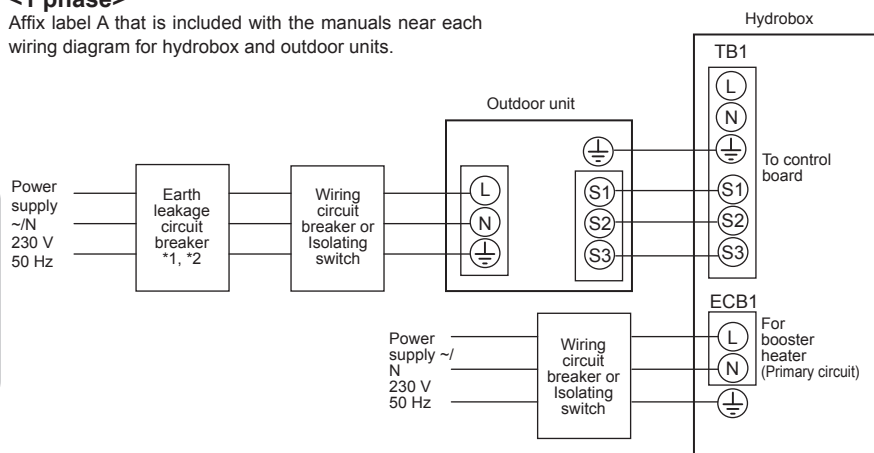 <1 phase>
Affix label A that is included with the manuals near each
wiring diagram for hydrobox and outdoor units.
Hydrobox
TB1
L
N
To control
board
S1
S2
S3
Outdoor unit
L
N
S1
S2
S3
Power
supply
~/N
230 V
50 Hz
Earth
leakage
circuit
breaker
*1, *2
Wiring
circuit
breaker or
Isolating
switch
ECB1
L
N
For
booster
heater
(Primary circuit)
Power
supply ~/
N
230 V
50 Hz
Wiring
circuit
breaker or
Isolating
switch